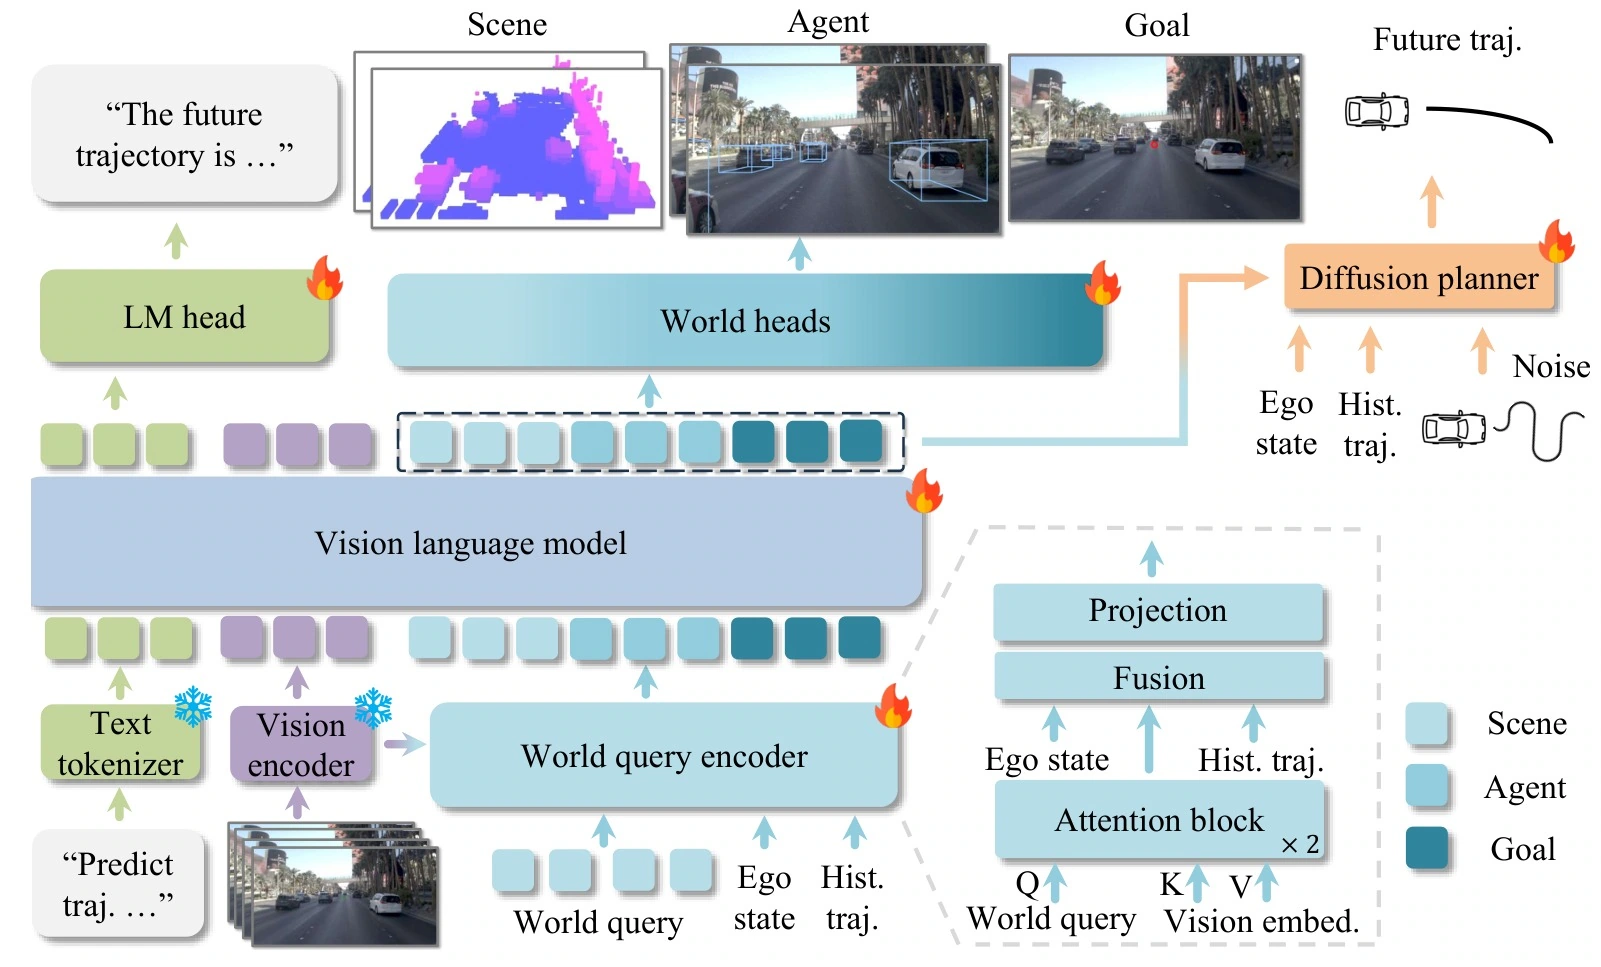 Scene
Agent
Goal
Future traj.
“The future
trajectory is ...”
LM head
World heads
Diffusion planner
Noise
Ego
state
Hist.
traj.
Vision language model
Projection
Fusion
Ego state
Hist. traj.
Attention block
× 2
Q
K
V
World query
Vision embed.
Text
tokenizer
Vision
encoder
World query encoder
“Predict
traj. ...”
World query
Ego
state
Hist.
traj.
Scene
Agent
Goal